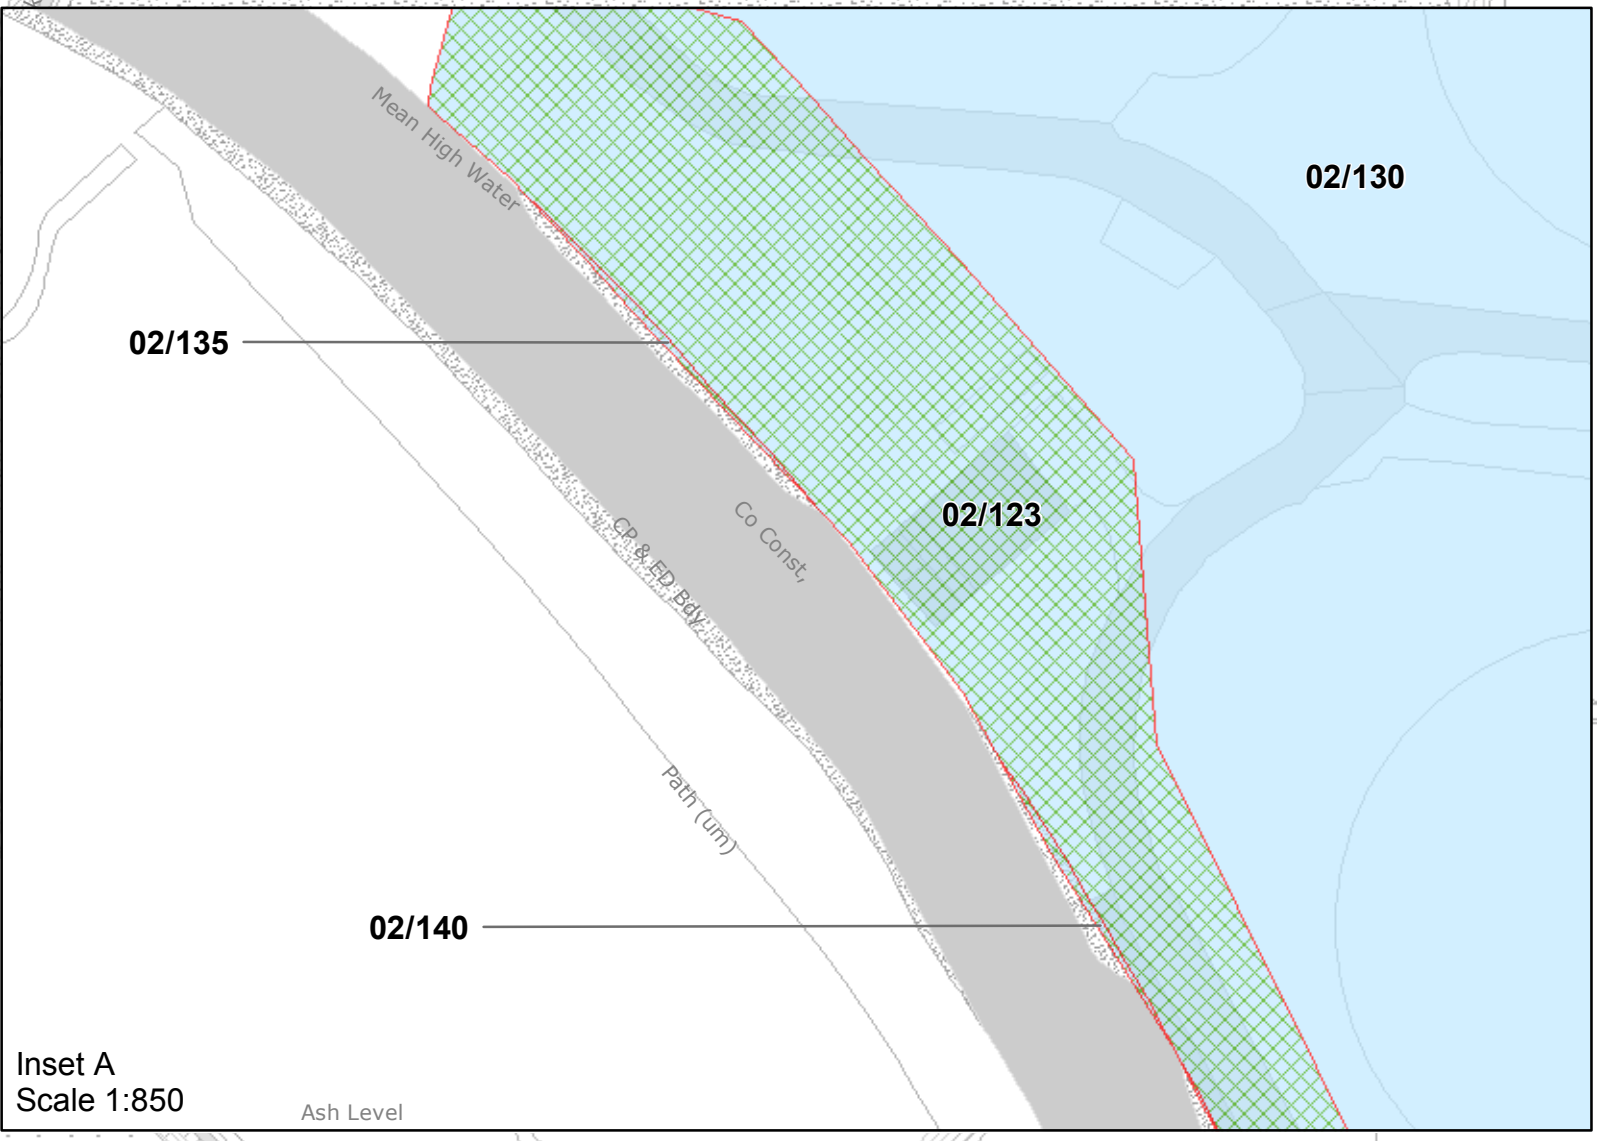 Mean High Water
02/130
02/135
02/123
Co Const,
CP & ED Bdy
Path (um)
02/140
Inset A
Scale 1:850
Ash Level